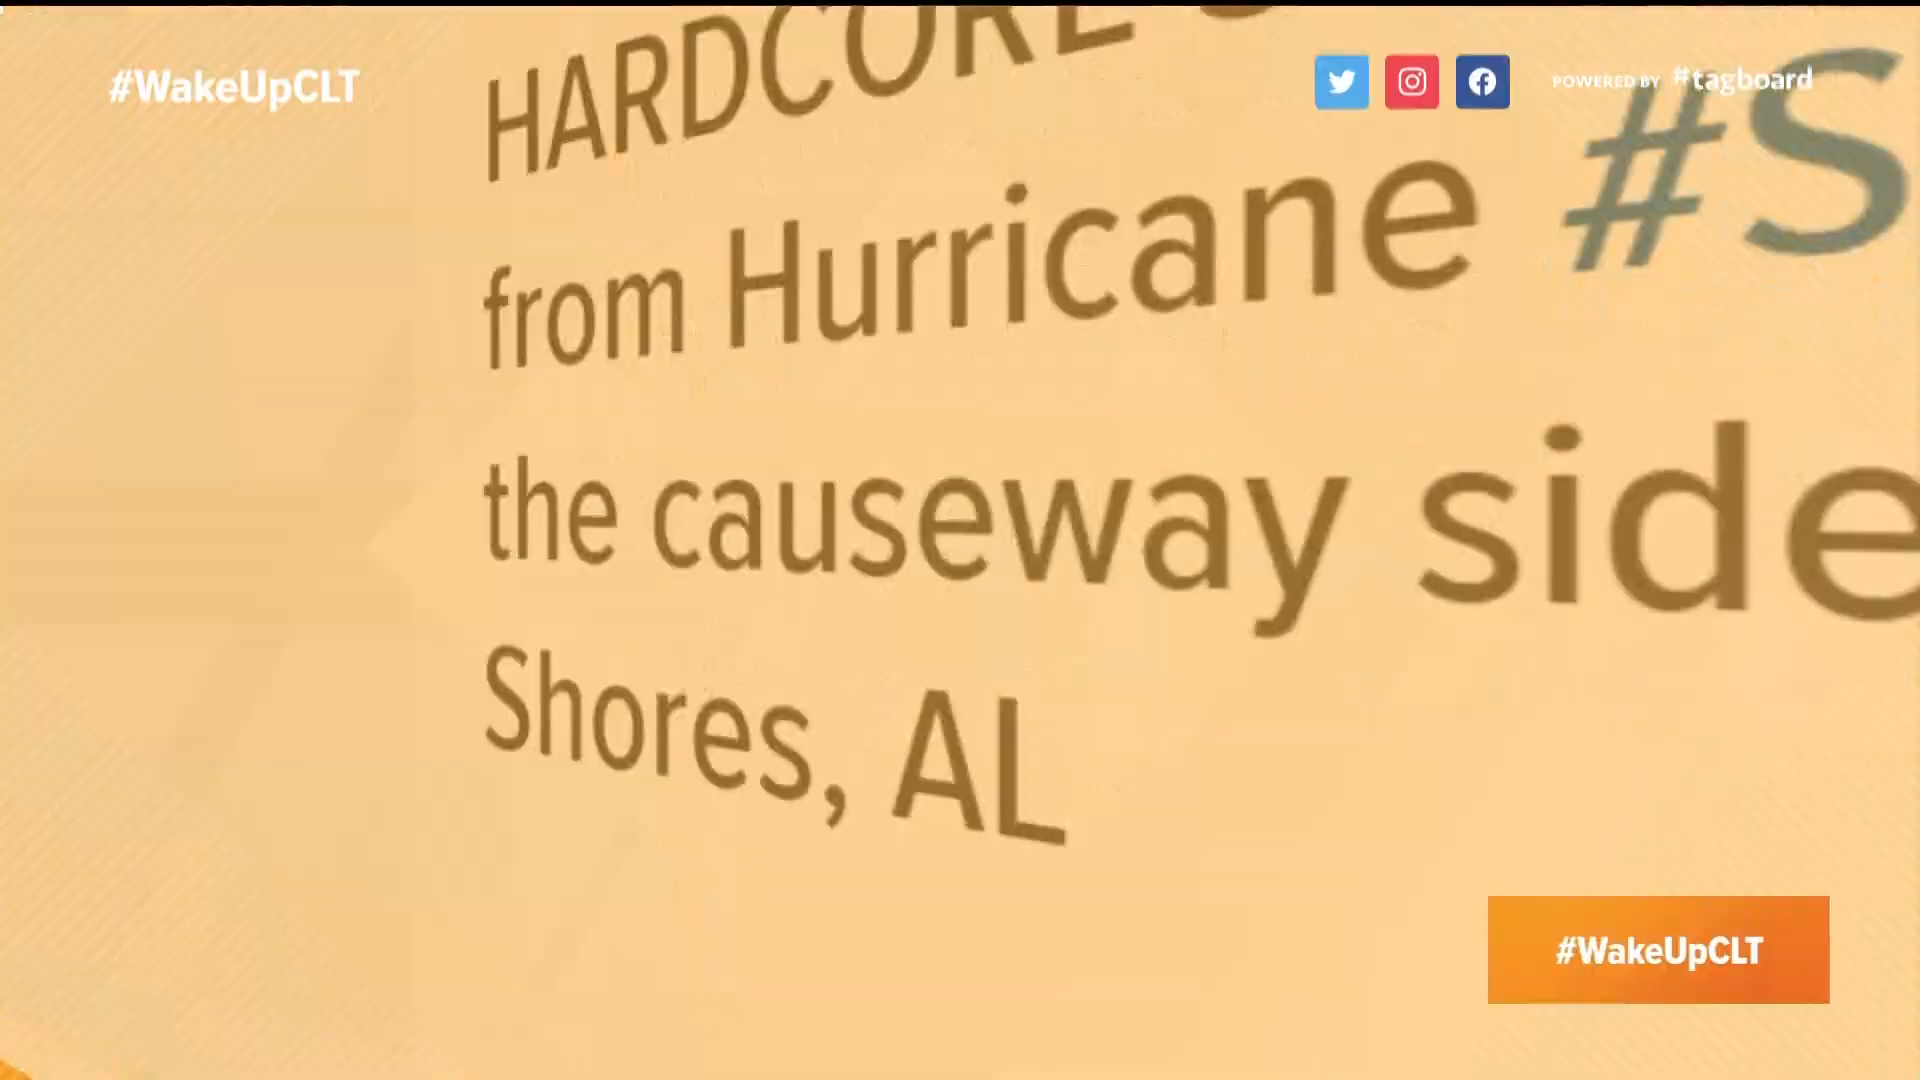 #WakeUpCLT
POWERED BY #tagboard
HARDCORE
from Hurricane #S
the causeway side
Shores, AL
#WakeUpCLT